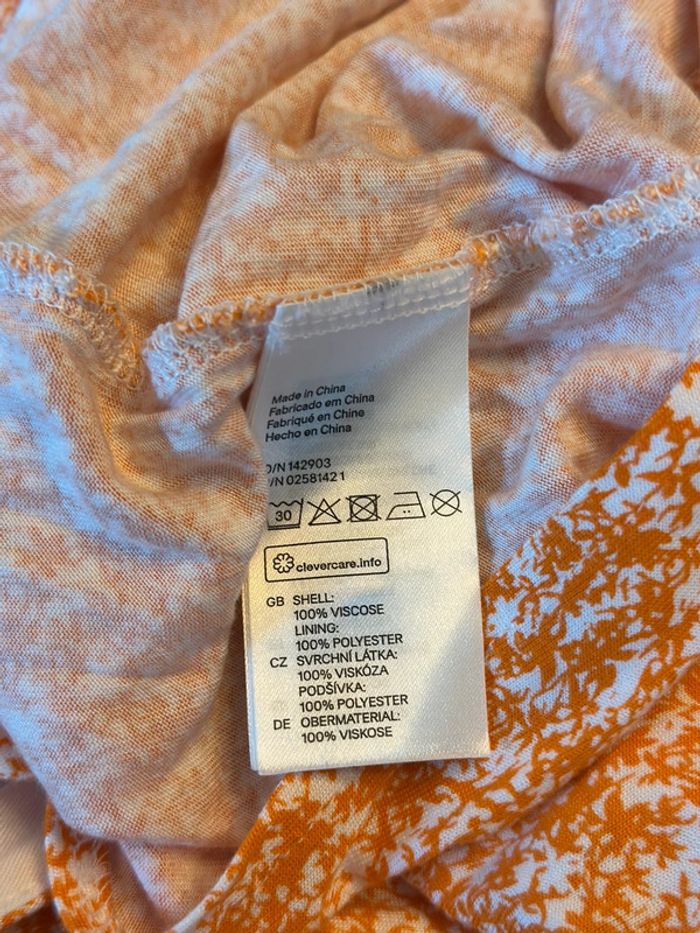 Made in China
Fabricado em China
Fabriqué en Chine
Hecho en China
O/N 142903
/N 02581421
30
clevercare.info
GB SHELL:
100% VISCOSE
LINING:
100% POLYESTER
CZ SVRCHNÍ LÁTKA:
100% VISKÓZA
PODŠÍVKA:
100% POLYESTER
DE OBERMATERIAL:
100% VISKOSE